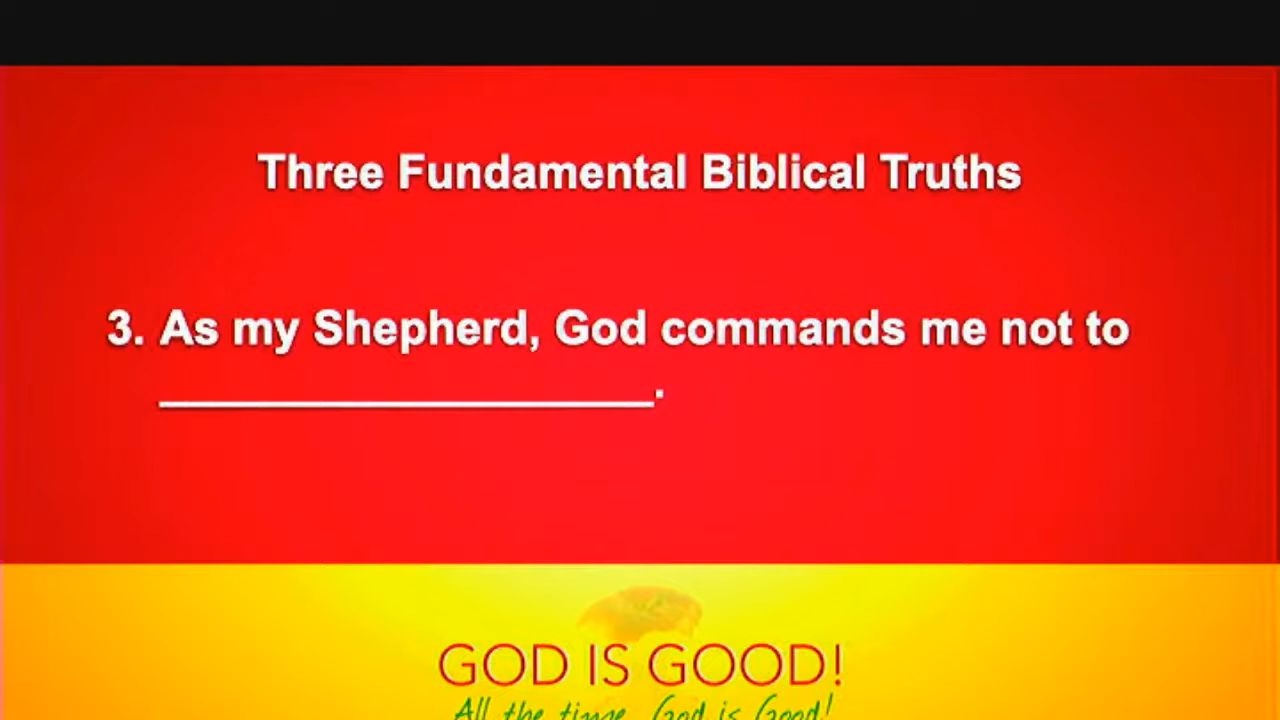 Three Fundamental Biblical Truths
3. As my Shepherd, God commands me not to
____________________.
GOD IS GOOD!
All the time, God is Good!